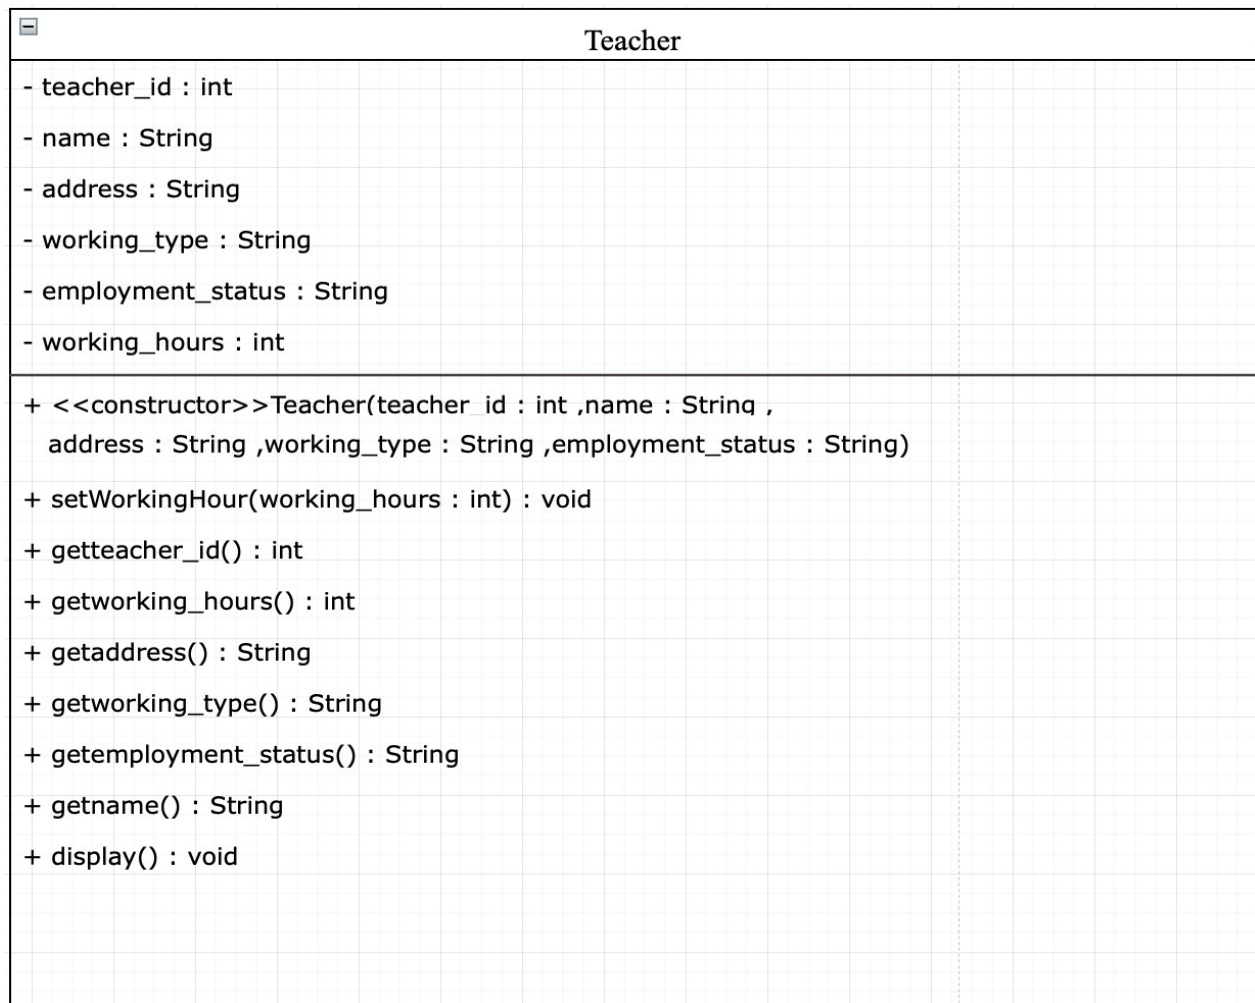 Teacher
- teacher_id : int
- name : String
- address : String
- working_type : String
- employment_status : String
- working_hours : int
+ <<constructor>>Teacher(teacher_id : int ,name : String ,
address : String ,working_type : String ,employment_status : String)
+ setWorkingHour(working_hours : int) : void
+ getteacher_id() : int
+ getworking_hours() : int
+ getaddress() : String
+ getworking_type() : String
+ getemployment_status() : String
+ getname() : String
+ display() : void